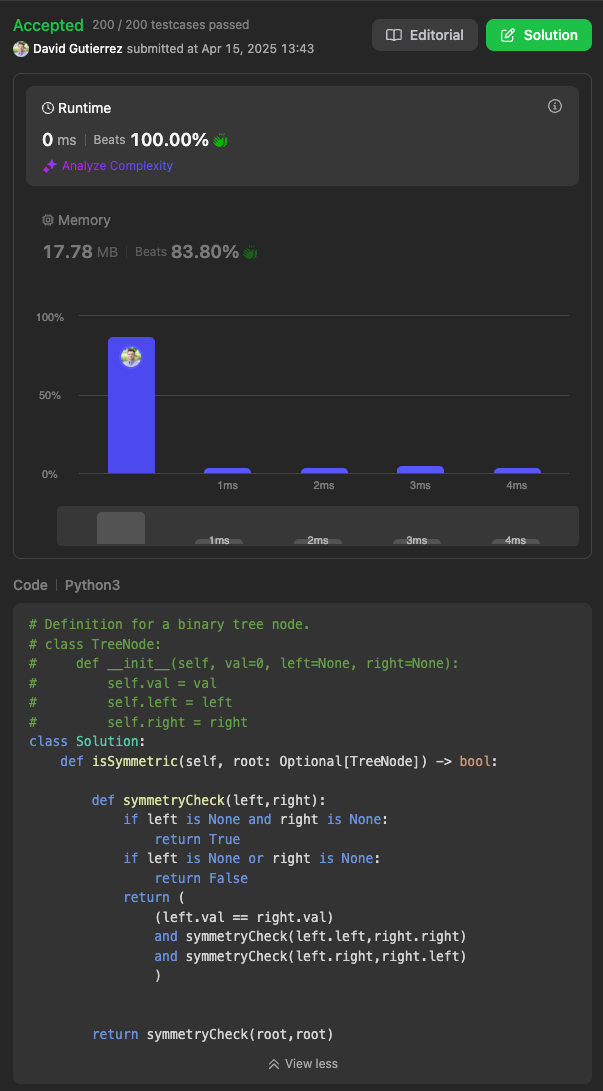 Accepted 200 / 200 testcases passed
David Gutierrez submitted at Apr 15, 2025 13:43
Editorial
Solution
Runtime
0 ms | Beats 100.00%
Analyze Complexity
Memory
17.78 MB | Beats 83.80%
100%
50%
0%
1ms 2ms 3ms 4ms
1ms 2ms 3ms 4ms
Code | Python3
# Definition for a binary tree node.
# class TreeNode:
#     def __init__(self, val=0, left=None, right=None):
#         self.val = val
#         self.left = left
#         self.right = right
class Solution:
    def isSymmetric(self, root: Optional[TreeNode]) -> bool:
        def symmetryCheck(left,right):
            if left is None and right is None:
                return True
            if left is None or right is None:
                return False
            return (
                (left.val == right.val)
                and symmetryCheck(left.left,right.right)
                and symmetryCheck(left.right,right.left)
                )
        return symmetryCheck(root,root)
View less